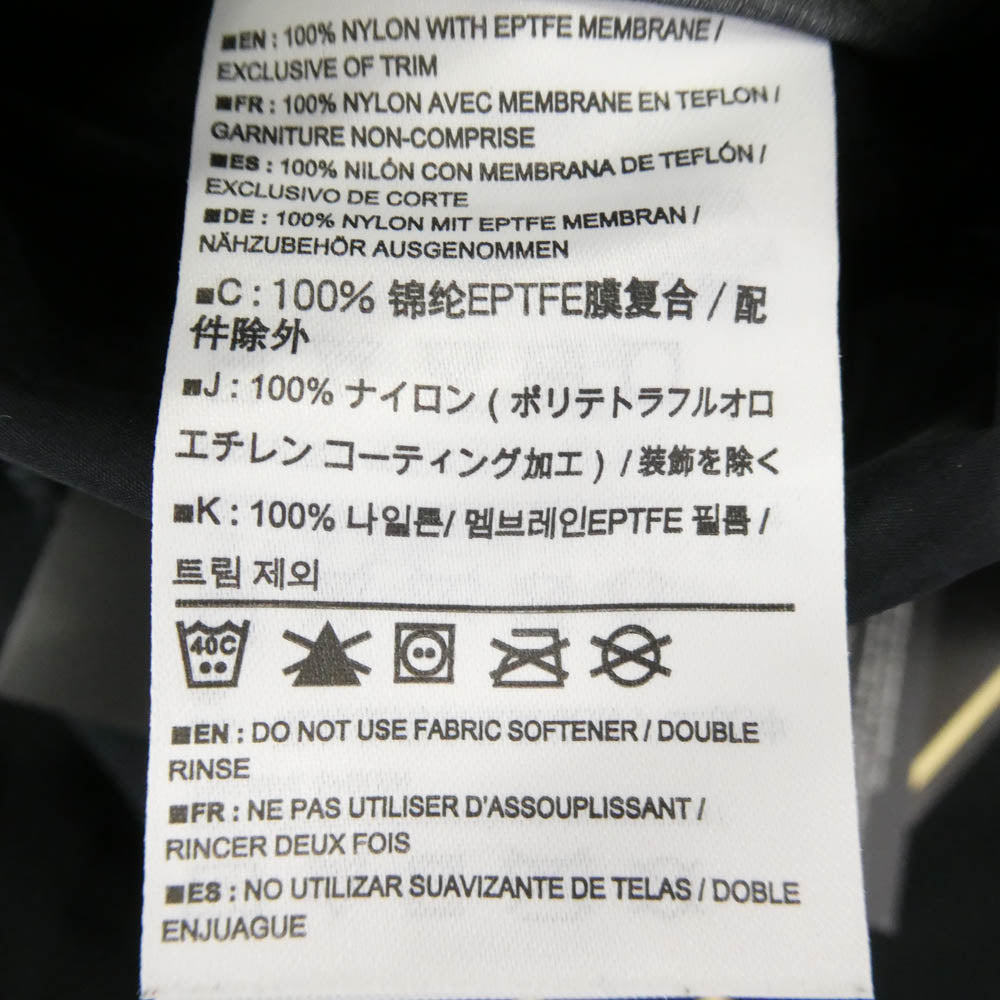 ■EN : 100% NYLON WITH EPTFE MEMBRANE /
EXCLUSIVE OF TRIM
■FR : 100% NYLON AVEC MEMBRANE EN TEFLON /
GARNITURE NON-COMPRISE
■ES : 100% NILÓN CON MEMBRANA DE TEFLÓN /
EXCLUSIVO DE CORTE
■DE : 100% NYLON MIT EPTFE MEMBRAN /
NÄHZUBEHÖR AUSGENOMMEN
■C : 100% 锦纶EPTFE膜复合 / 配
件除外
■J : 100% ナイロン ( ポリテトラフルオロ
エチレン コーティング加工 ) / 装飾を除く
■K : 100% 나일론/ 멤브레인EPTFE 필름 /
트림 제외
40C
■EN : DO NOT USE FABRIC SOFTENER / DOUBLE
RINSE
■FR : NE PAS UTILISER D'ASSOUPLISSANT /
RINCER DEUX FOIS
■ES : NO UTILIZAR SUAVIZANTE DE TELAS / DOBLE
ENJUAGUE